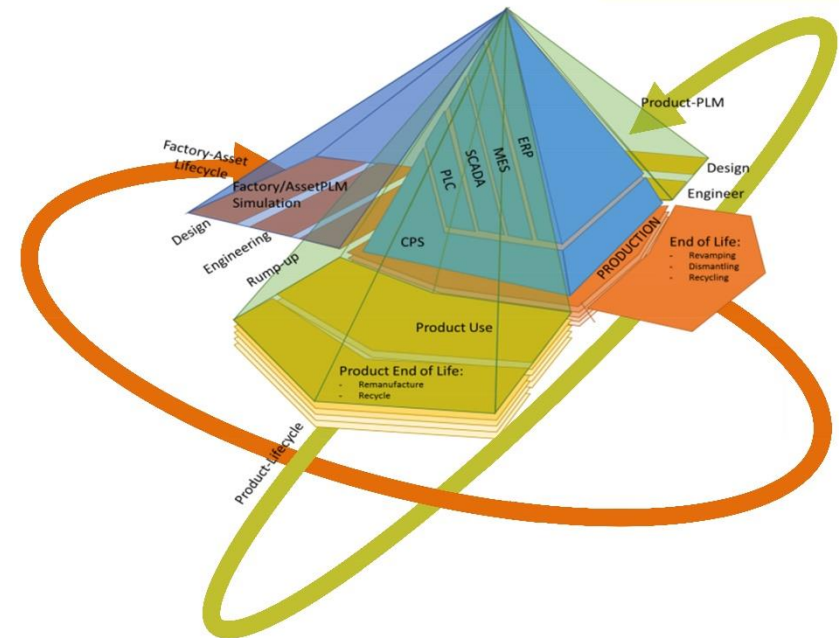 Product-PLM
Factory-Asset
Lifecycle
Factory/AssetPLM
Simulation
Design
Engineering
Rump-up
PLC
SCADA
MES
ERP
CPS
PRODUCTION
Design
Engineer
End of Life:
- Revamping
- Dismantling
- Recycling
Product Use
Product End of Life:
- Remanufacture
- Recycle
Product-Lifecycle